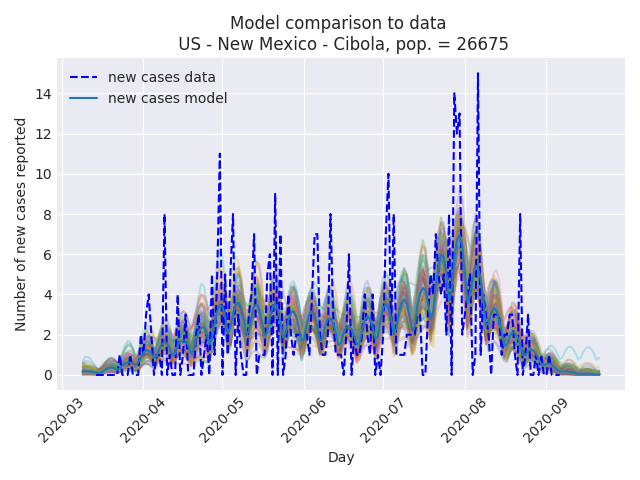 Model comparison to data
US - New Mexico - Cibola, pop. = 26675
new cases data
new cases model
Number of new cases reported
14
12
10
8
6
4
2
0
2020-03
2020-04
2020-05
2020-06
2020-07
2020-08
2020-09
Day